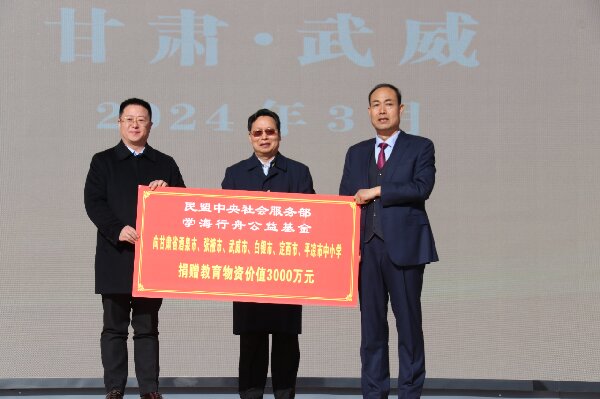 甘肃·武威
2024年3月
民盟中央社会服务部
学海行舟公益基金
向甘肃省酒泉市、张掖市、武威市、白银市、定西市、平凉市中小学
捐赠教育物资价值3000万元